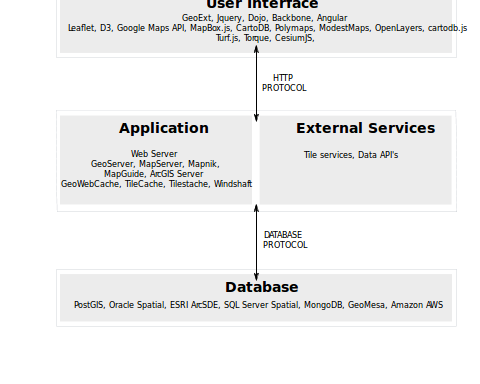 User Interface
GeoExt, Jquery, Dojo, Backbone, Angular
Leaflet, D3, Google Maps API, MapBox.js, CartoDB, Polymaps, ModestMaps, OpenLayers, cartodb.js
Turf.js, Torque, CesiumJS,
HTTP
PROTOCOL
Application
Web Server
GeoServer, MapServer, Mapnik,
MapGuide, ArcGIS Server
GeoWebCache, TileCache, Tilestache, Windshaft
External Services
Tile services, Data API's
DATABASE
PROTOCOL
Database
PostGIS, Oracle Spatial, ESRI ArcSDE, SQL Server Spatial, MongoDB, GeoMesa, Amazon AWS